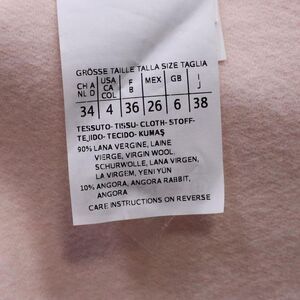 GRÖSSE TAILLE TALLA SIZE TAGLIA
CH A NL D USA CA COL F B MEX GB I J
34 4 36 26 6 38
TESSUTO-TISSU-CLOTH-STOFF-
TEJIDO-TECIDO-KUMAŞ
90% LANA VERGINE, LAINE
VIERGE, VIRGIN WOOL,
SCHURWOLLE, LANA VIRGEN,
LA VIRGEM, YENI YÜN
10% ANGORA, ANGORA RABBIT,
ANGORA
CARE INSTRUCTIONS ON REVERSE